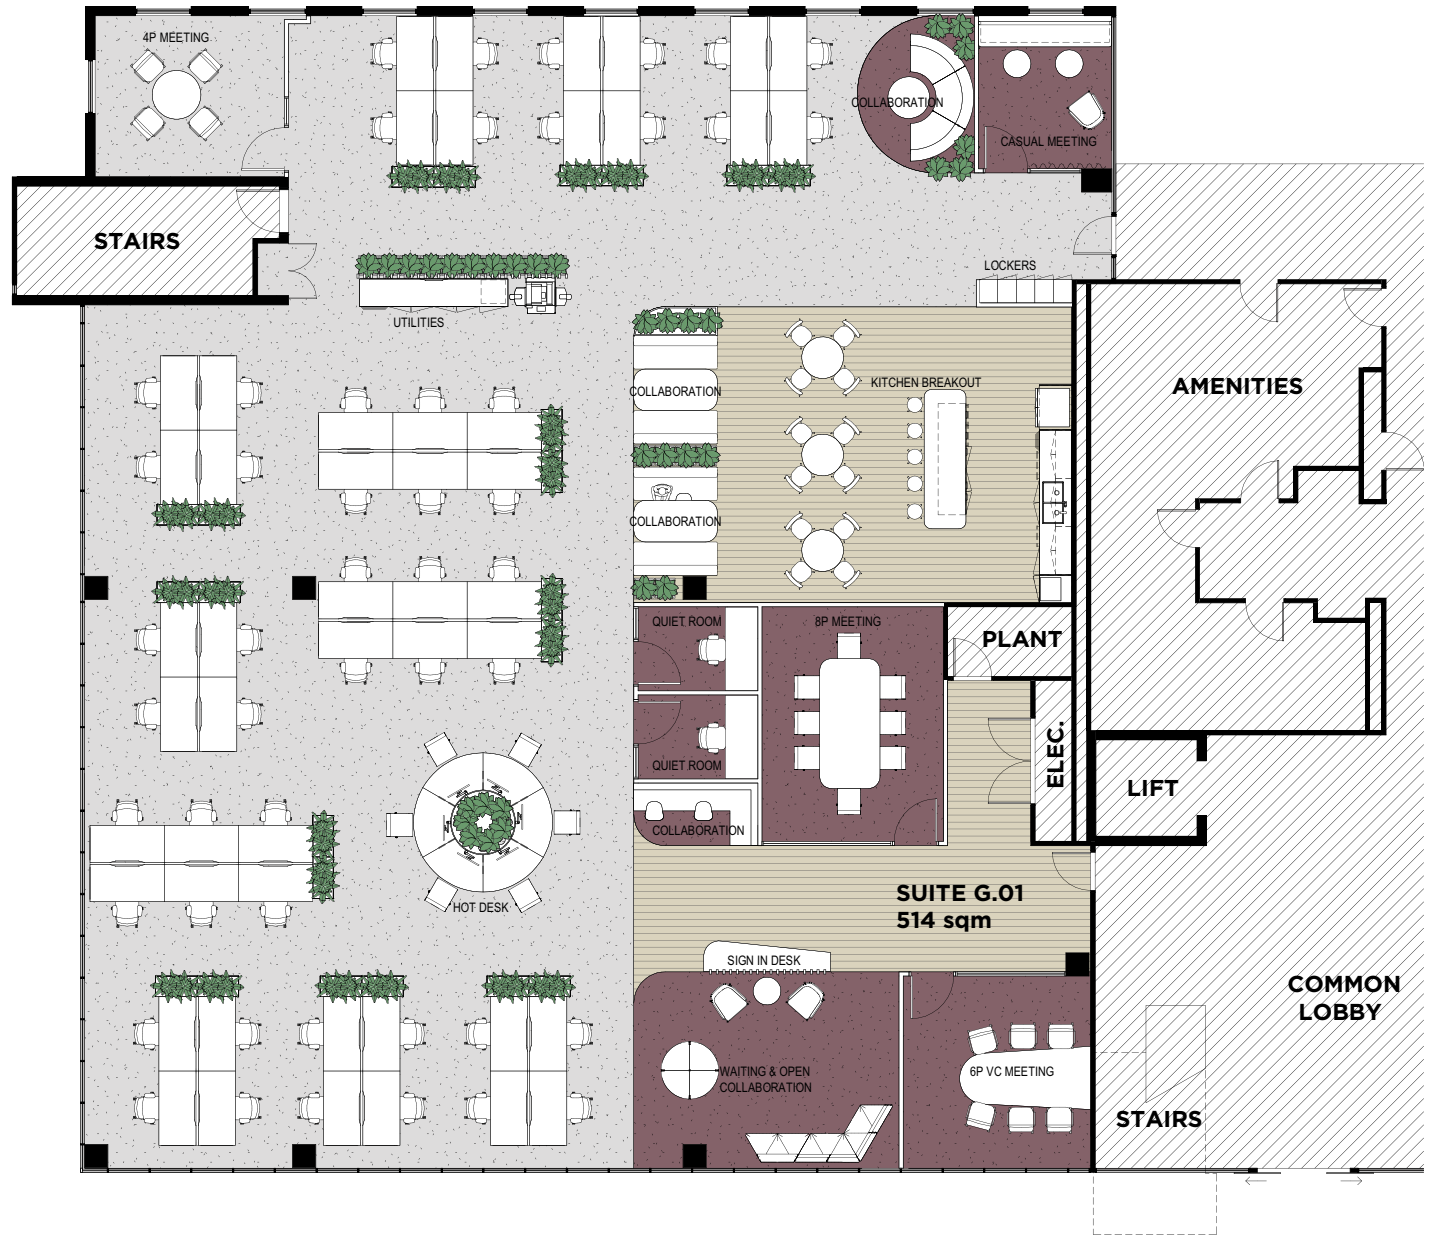 4P MEETING
COLLABORATION
CASUAL MEETING
STAIRS
LOCKERS
UTILITIES
COLLABORATION
KITCHEN BREAKOUT
AMENITIES
COLLABORATION
QUIET ROOM
8P MEETING
PLANT
ELEC.
QUIET ROOM
LIFT
COLLABORATION
HOT DESK
SUITE G.01
514 sqm
SIGN IN DESK
COMMON
LOBBY
WAITING & OPEN
COLLABORATION
6P VC MEETING
STAIRS